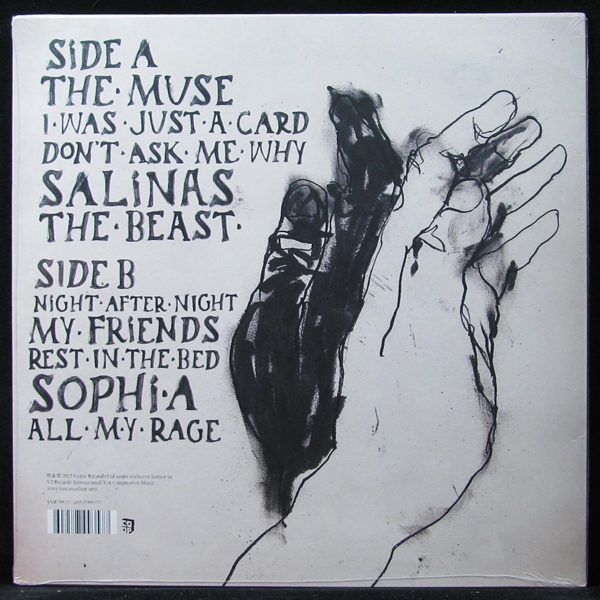 SIDE A
THE·MUSE
I·WAS·JUST·A·CARD
DON'T·ASK·ME·WHY
SALINAS
THE·BEAST·
SIDE B
NIGHT·AFTER·NIGHT
MY·FRIENDS
REST·IN·THE·BED
SOPHI·A
ALL·M·Y·RAGE